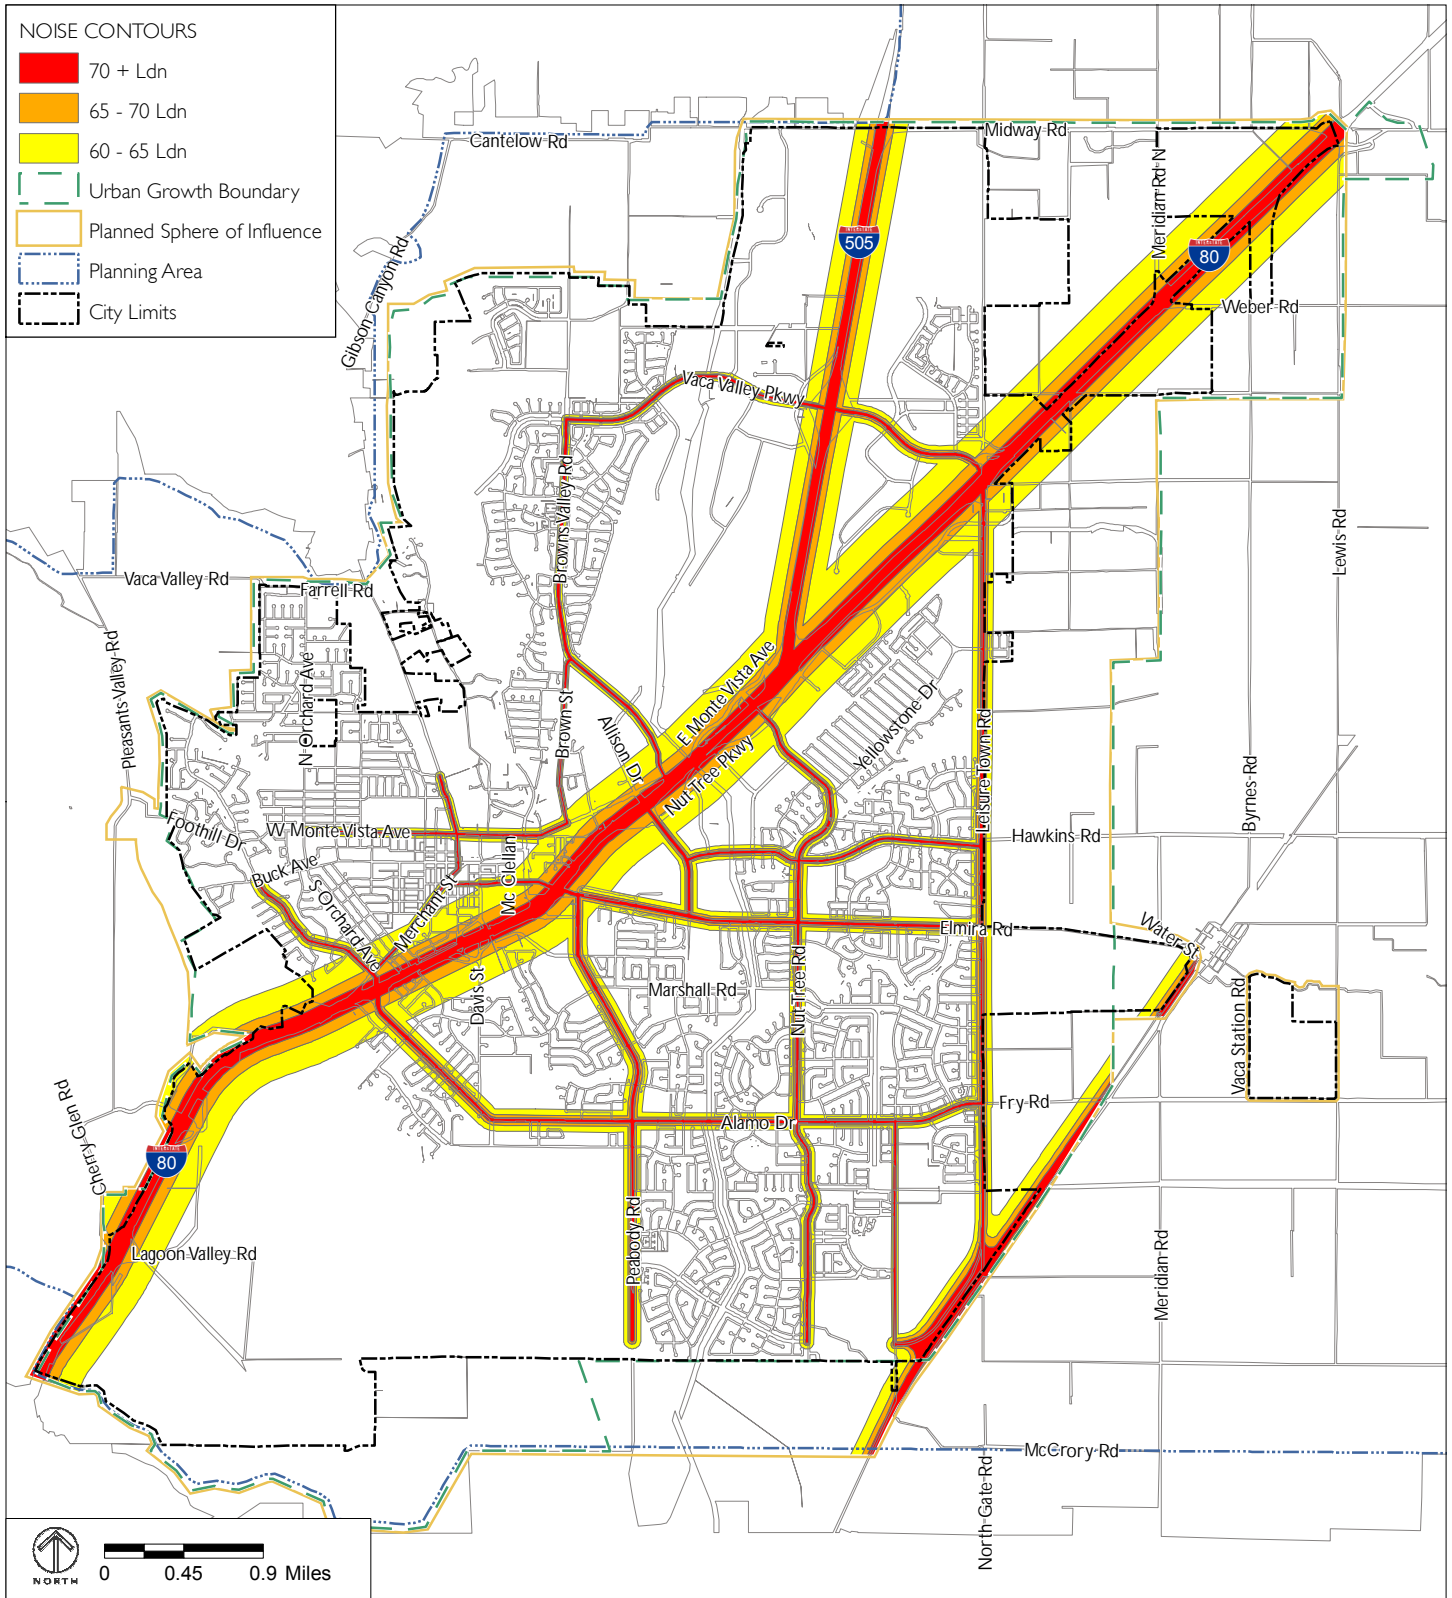 NOISE CONTOURS
70 + Ldn
65 - 70 Ldn
60 - 65 Ldn
Urban Growth Boundary
Planned Sphere of Influence
Planning Area
City Limits
Cantelow Rd
Midway Rd
Meridian Rd N
INTERSTATE
505
INTERSTATE
80
Gibson Canyon Rd
Weber Rd
Vaca Valley Pkwy
Browns Valley Rd
Lewis Rd
Vaca Valley Rd
Farrell Rd
Pleasants Valley Rd
N Orchard Ave
Brown St
Allison Dr
E Monte Vista Ave
Nut Tree Pkwy
Yellowstone Dr
Leisure Town Rd
Byrnes Rd
Foothill Dr
W Monte Vista Ave
Hawkins Rd
Buck Ave
Mc Clellan
S Orchard Ave
Merchant St
Elmira Rd
Water St
Davis St
Marshall Rd
Nut Tree Rd
Vaca Station Rd
Cherry Glen Rd
Fry Rd
Alamo Dr
INTERSTATE
80
Peabody Rd
Lagoon Valley Rd
Meridian Rd
McCrory Rd
North Gate Rd
NORTH
0 0.45 0.9 Miles